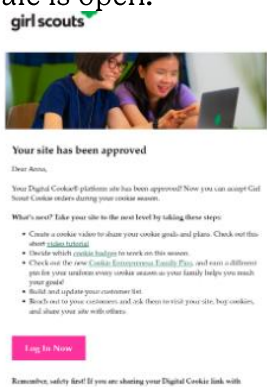 ale is open.
girl scouts
Your site has been approved
Dear Anna,
Your Digital Cookie® platform site has been approved! Now you can accept Girl
Scout Cookie orders during your cookie season.
What's next? Take your site to the next level by taking these steps:
Create a cookie video to share your cookie goals and plans. Check out this
short video tutorial
Decide which cookie badges to work on this season.
Check out the new Cookie Entrepreneur Family Pins, and earn a different
pin for your uniform every cookie season as your family helps you reach
your goals!
Build and update your customer list.
Reach out to your customers and ask them to visit your site, buy cookies,
and share your site with others.
Log In Now
Remember, safety first! If you are sharing your Digital Cookie link with